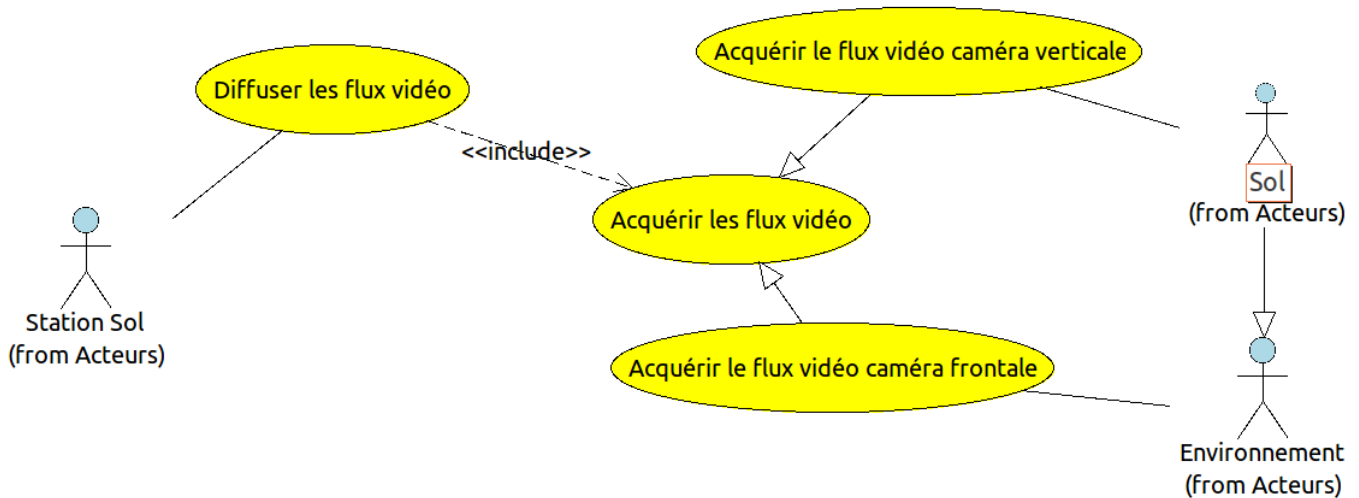 Acquérir le flux vidéo caméra verticale
Diffuser les flux vidéo
<<include>>
Sol
(from Acteurs)
Acquérir les flux vidéo
Station Sol
(from Acteurs)
Acquérir le flux vidéo caméra frontale
Environnement
(from Acteurs)